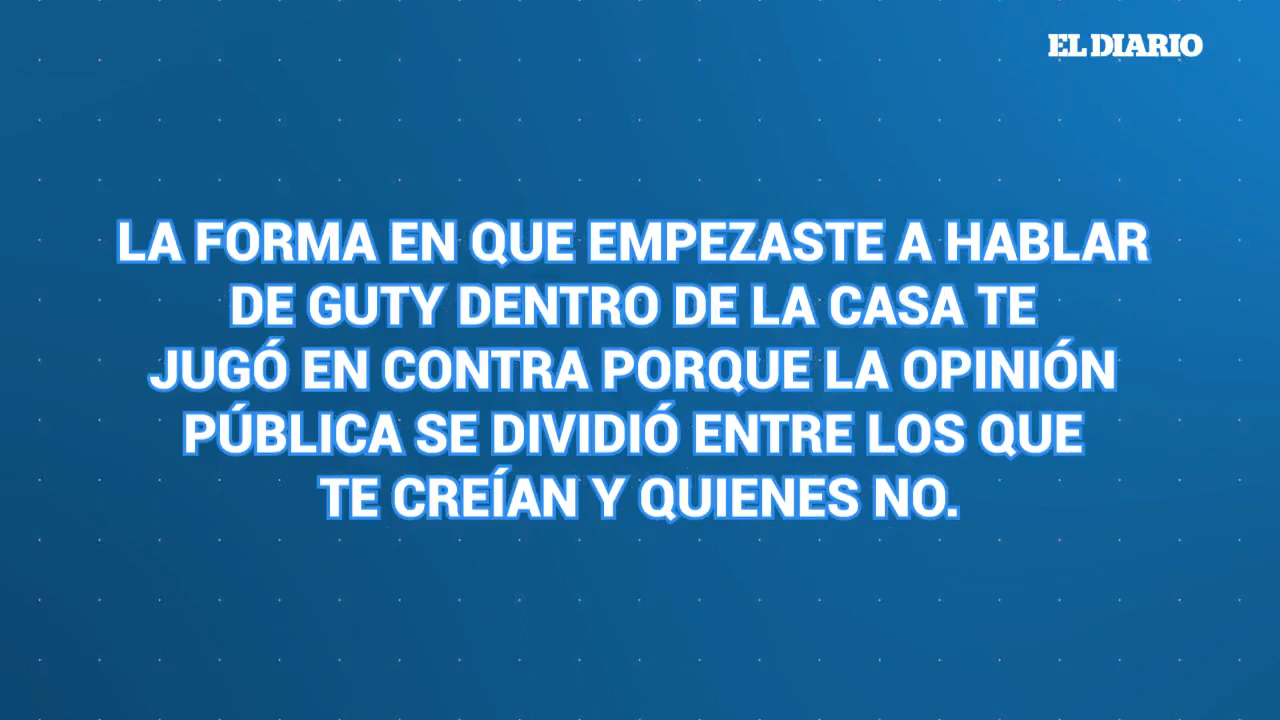 EL DIARIO
LA FORMA EN QUE EMPEZASTE A HABLAR
DE GUTY DENTRO DE LA CASA TE
JUGÓ EN CONTRA PORQUE LA OPINIÓN
PÚBLICA SE DIVIDIÓ ENTRE LOS QUE
TE CREÍAN Y QUIENES NO.